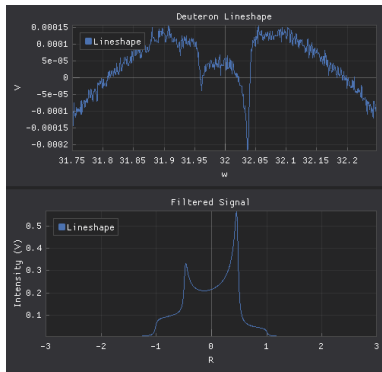 Deuteron Lineshape
Lineshape
0.00015
0.0001
5e-05
0
-5e-05
-0.0001
-0.00015
-0.0002
V
31.75 31.8 31.85 31.9 31.95 32 32.05 32.1 32.15 32.2
w
Filtered Signal
Lineshape
0.5
0.4
0.3
0.2
0.1
Intensity (V)
-3 -2 -1 0 1 2 3
R